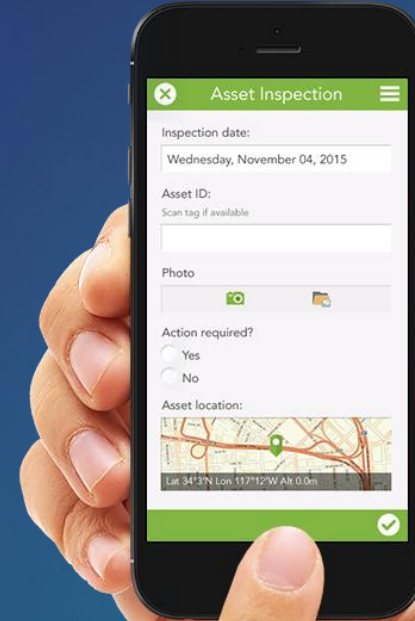 Asset Inspection
Inspection date:
Wednesday, November 04, 2015
Asset ID:
Scan tag if available
Photo
Action required?
Yes
No
Asset location:
Lat 34°3'N Lon 117°12'W Alt 0.0m